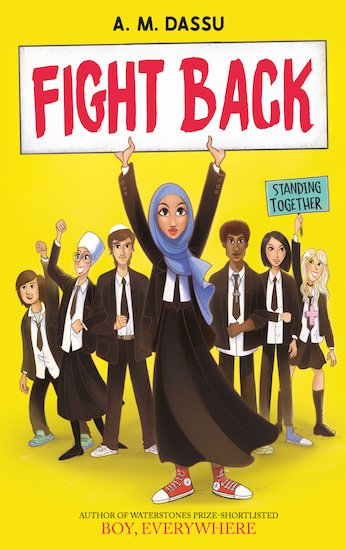 A. M. DASSU
FIGHT BACK
STANDING
TOGETHER
AUTHOR OF WATERSTONES PRIZE-SHORTLISTED
BOY, EVERYWHERE